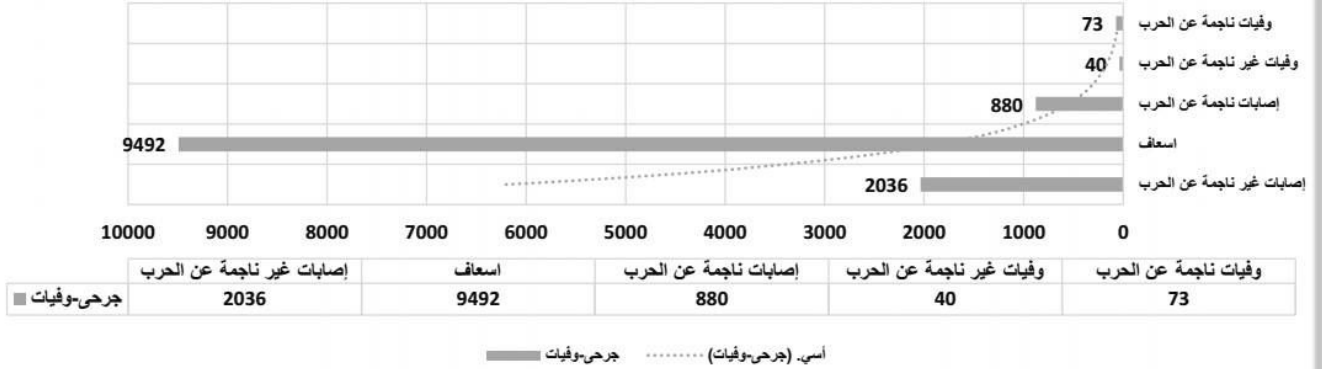 وفيات ناجمة عن الحرب 73
وفيات غير ناجمة عن الحرب 40
إصابات ناجمة عن الحرب 880
اسعاف 9492
إصابات غير ناجمة عن الحرب 2036
0 1000 2000 3000 4000 5000 6000 7000 8000 9000 10000
وفيات ناجمة عن الحرب وفيات غير ناجمة عن الحرب إصابات ناجمة عن الحرب اسعاف إصابات غير ناجمة عن الحرب
73 40 880 9492 2036 جرحى-وفيات
أسي. (جرحى-وفيات) جرحى-وفيات